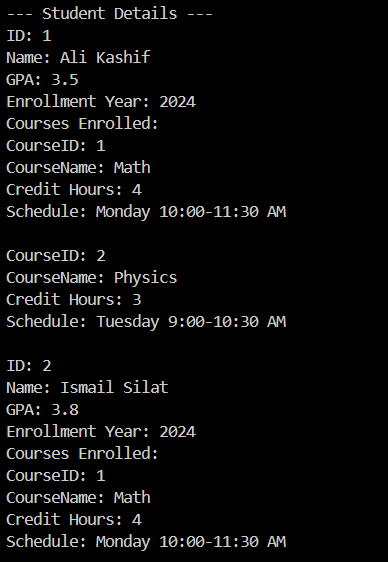 --- Student Details ---
ID: 1
Name: Ali Kashif
GPA: 3.5
Enrollment Year: 2024
Courses Enrolled:
CourseID: 1
CourseName: Math
Credit Hours: 4
Schedule: Monday 10:00-11:30 AM

CourseID: 2
CourseName: Physics
Credit Hours: 3
Schedule: Tuesday 9:00-10:30 AM

ID: 2
Name: Ismail Silat
GPA: 3.8
Enrollment Year: 2024
Courses Enrolled:
CourseID: 1
CourseName: Math
Credit Hours: 4
Schedule: Monday 10:00-11:30 AM